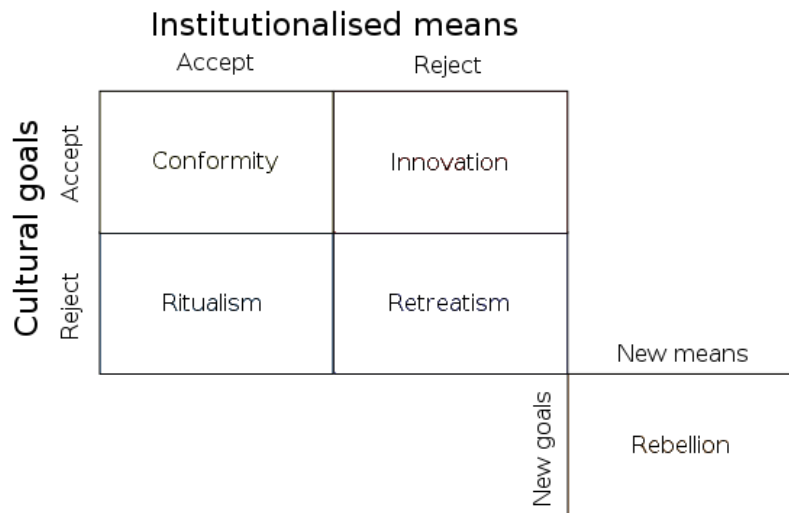 Institutionalised means
Accept
Reject
Cultural goals
Accept
Conformity
Innovation
Reject
Ritualism
Retreatism
New means
New goals
Rebellion